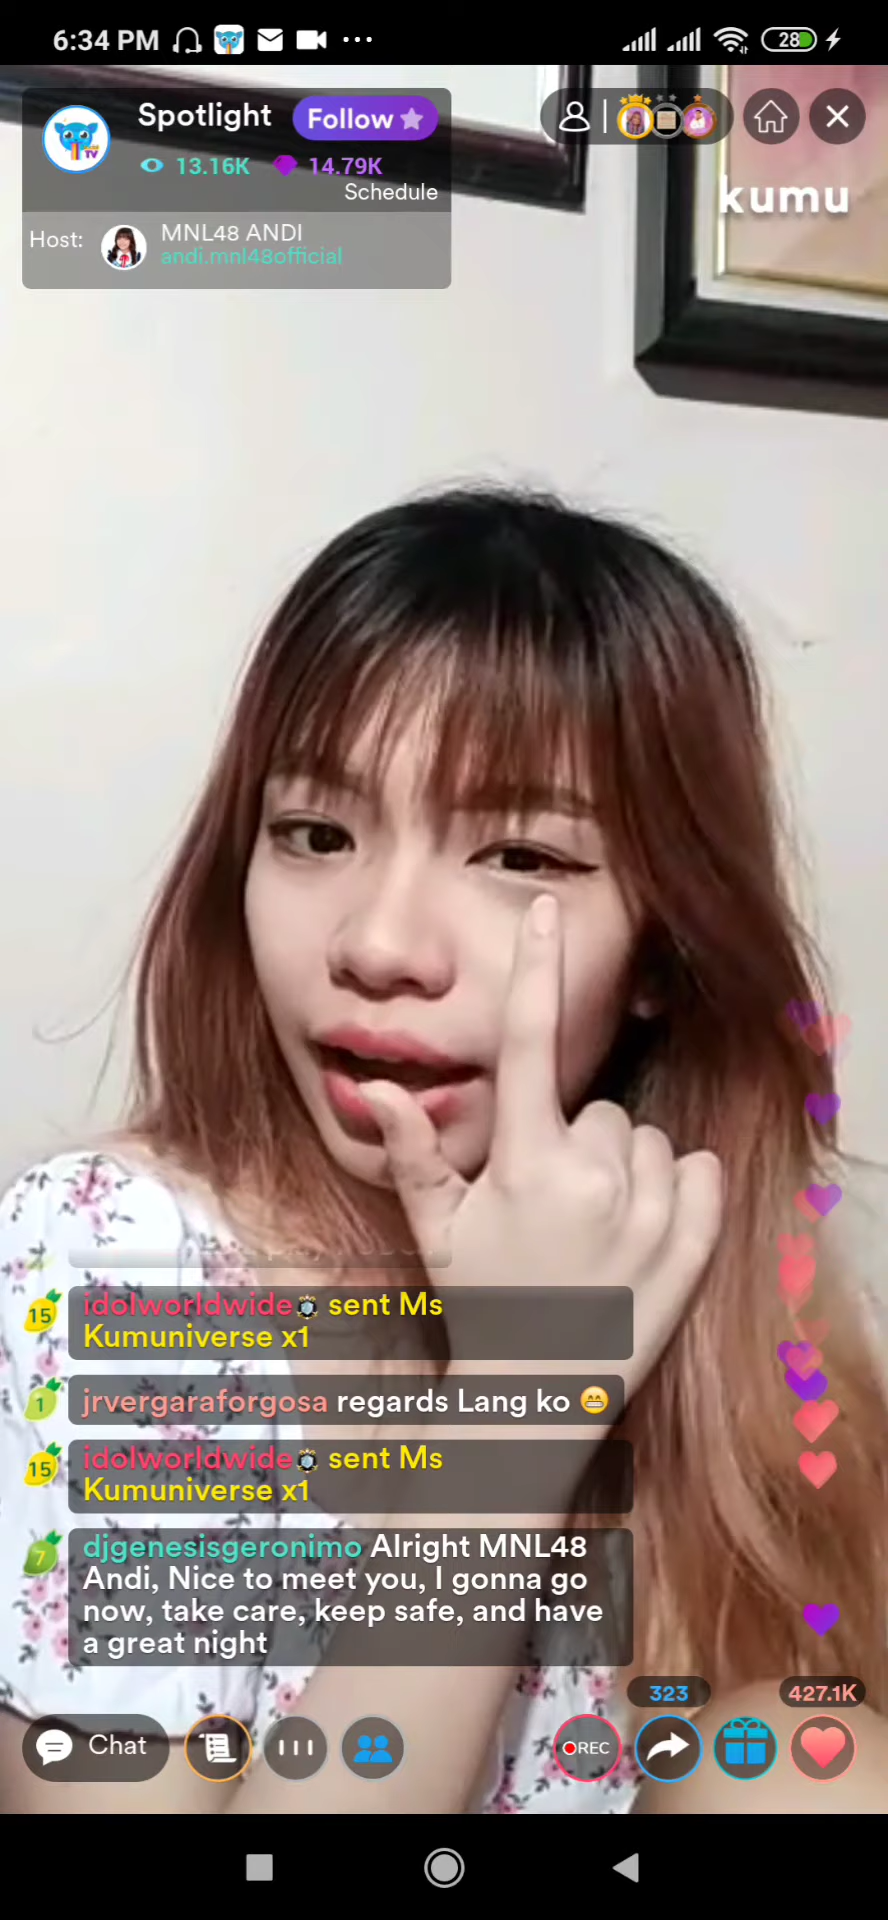 6:34 PM
28
Spotlight
Follow
13.16K
14.79K
Schedule
kumu
Host:
MNL48 ANDI
andi.mnl48official
TV
15
idolworldwide sent Ms
Kumuniverse x1
1
jrvergaraforgosa regards Lang ko 😁
15
idolworldwide sent Ms
Kumuniverse x1
7
djgenesisgeronimo Alright MNL48
Andi, Nice to meet you, I gonna go
now, take care, keep safe, and have
a great night
323
427.1K
Chat
REC